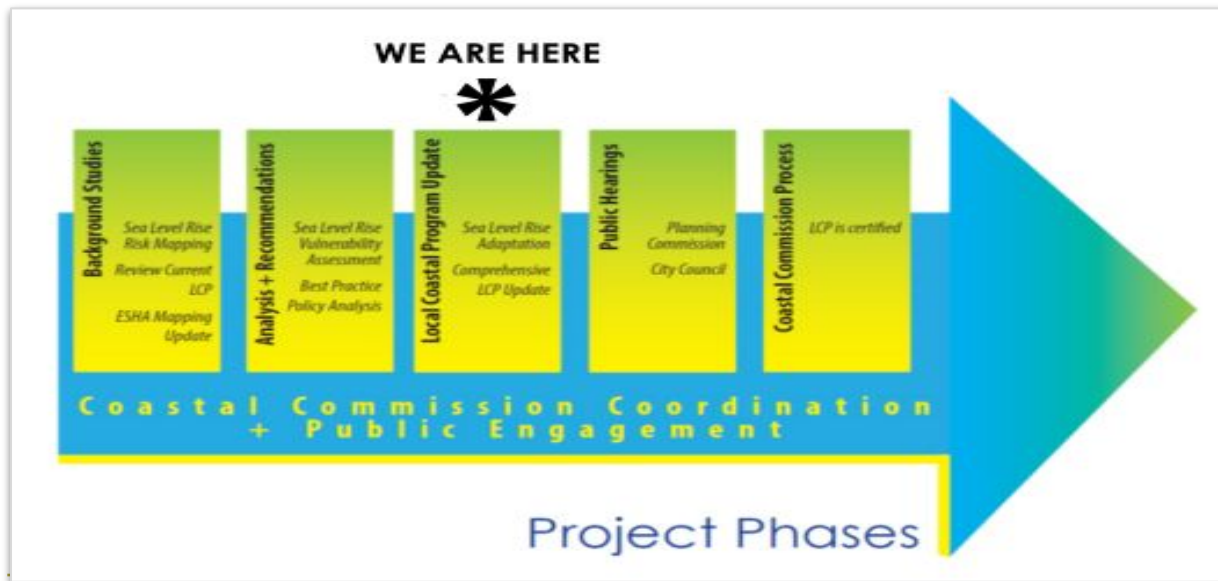 WE ARE HERE
*
Background Studies
Sea Level Rise
Risk Mapping
Review Current
LCP
ESHA Mapping
Update
Analysis + Recommendations
Sea Level Rise
Vulnerability
Assessment
Best Practice
Policy Analysis
Local Coastal Program Update
Sea Level Rise
Adaptation
Comprehensive
LCP Update
Public Hearings
Planning
Commission
City Council
Coastal Commission Process
LCP is certified
Coastal Commission Coordination
+ Public Engagement
Project Phases